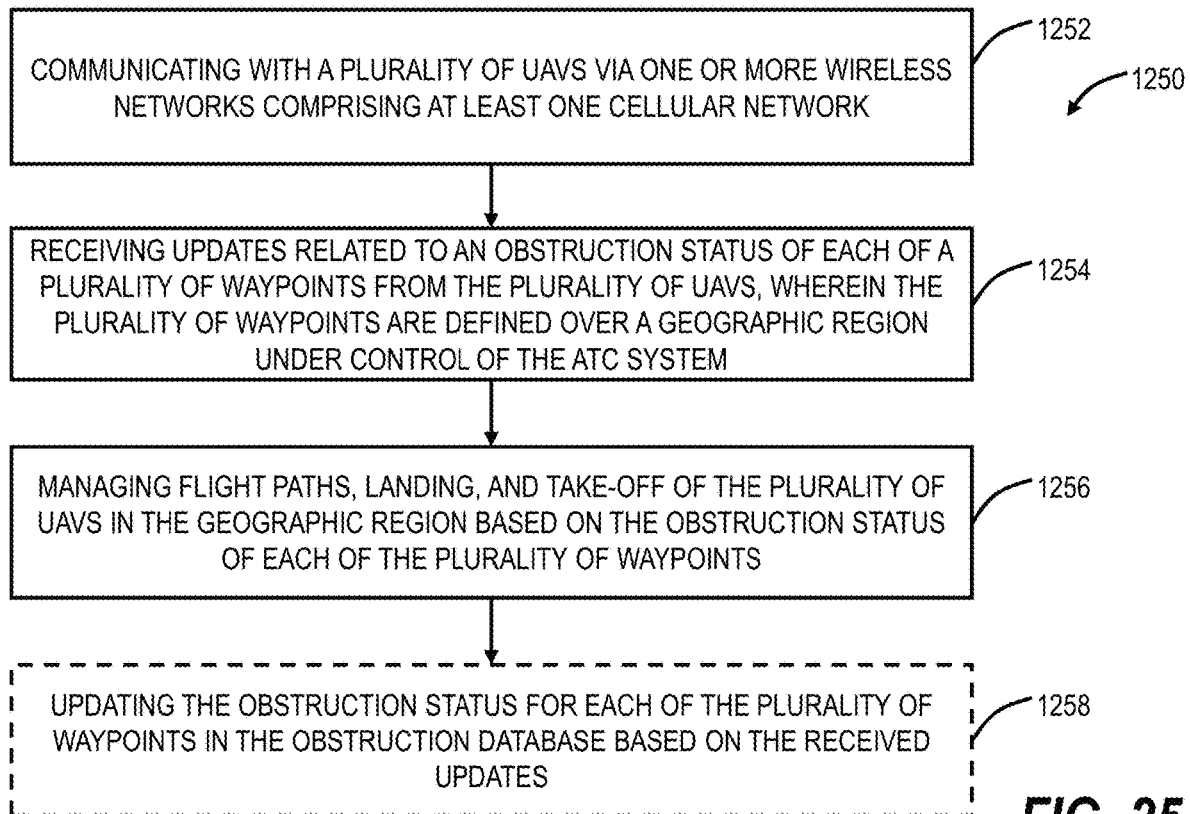 COMMUNICATING WITH A PLURALITY OF UAVS VIA ONE OR MORE WIRELESS
NETWORKS COMPRISING AT LEAST ONE CELLULAR NETWORK
1252
1250
RECEIVING UPDATES RELATED TO AN OBSTRUCTION STATUS OF EACH OF A
PLURALITY OF WAYPOINTS FROM THE PLURALITY OF UAVS, WHEREIN THE
PLURALITY OF WAYPOINTS ARE DEFINED OVER A GEOGRAPHIC REGION
UNDER CONTROL OF THE ATC SYSTEM
1254
MANAGING FLIGHT PATHS, LANDING, AND TAKE-OFF OF THE PLURALITY OF
UAVS IN THE GEOGRAPHIC REGION BASED ON THE OBSTRUCTION STATUS
OF EACH OF THE PLURALITY OF WAYPOINTS
1256
UPDATING THE OBSTRUCTION STATUS FOR EACH OF THE PLURALITY OF
WAYPOINTS IN THE OBSTRUCTION DATABASE BASED ON THE RECEIVED
UPDATES
1258
FIG. 25